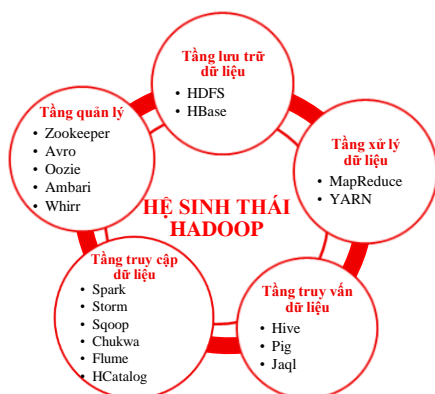 Tầng lưu trữ
dữ liệu
• HDFS
• HBase
Tầng xử lý
dữ liệu
• MapReduce
• YARN
Tầng truy vấn
dữ liệu
• Hive
• Pig
• Jaql
Tầng truy cập
dữ liệu
• Spark
• Storm
• Sqoop
• Chukwa
• Flume
• HCatalog
Tầng quản lý
• Zookeeper
• Avro
• Oozie
• Ambari
• Whirr
HỆ SINH THÁI
HADOOP